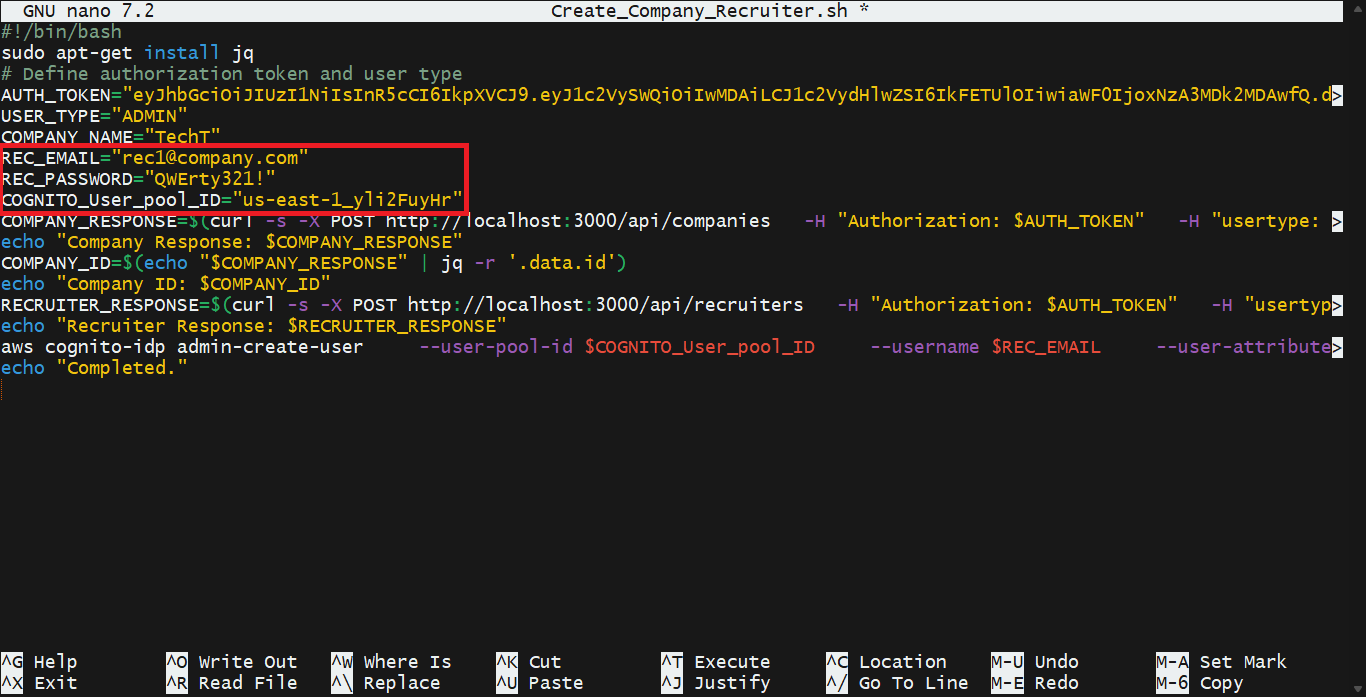 GNU nano 7.2 Create_Company_Recruiter.sh *
#!/bin/bash
sudo apt-get install jq
# Define authorization token and user type
AUTH_TOKEN="eyJhbGciOiJIUzI1NiIsInR5cCI6IkpXVCJ9.eyJ1c2VySWQiOiIwMDAiLCJ1c2VydHlwZSI6IkFETUlOIiwiaWF0IjoxNzA3MDk2MDAwfQ.d>
USER_TYPE="ADMIN"
COMPANY_NAME="TechT"
REC_EMAIL="rec1@company.com"
REC_PASSWORD="QWErty321!"
COGNITO_User_pool_ID="us-east-1_yli2FuyHr"
COMPANY_RESPONSE=$(curl -s -X POST http://localhost:3000/api/companies   -H "Authorization: $AUTH_TOKEN"   -H "usertype: >
echo "Company Response: $COMPANY_RESPONSE"
COMPANY_ID=$(echo "$COMPANY_RESPONSE" | jq -r '.data.id')
echo "Company ID: $COMPANY_ID"
RECRUITER_RESPONSE=$(curl -s -X POST http://localhost:3000/api/recruiters   -H "Authorization: $AUTH_TOKEN"   -H "usertyp>
echo "Recruiter Response: $RECRUITER_RESPONSE"
aws cognito-idp admin-create-user     --user-pool-id $COGNITO_User_pool_ID     --username $REC_EMAIL     --user-attribute>
echo "Completed."
^G Help ^O Write Out ^W Where Is ^K Cut ^T Execute ^C Location M-U Undo M-A Set Mark
^X Exit ^R Read File ^\ Replace ^U Paste ^J Justify ^/ Go To Line M-E Redo M-6 Copy